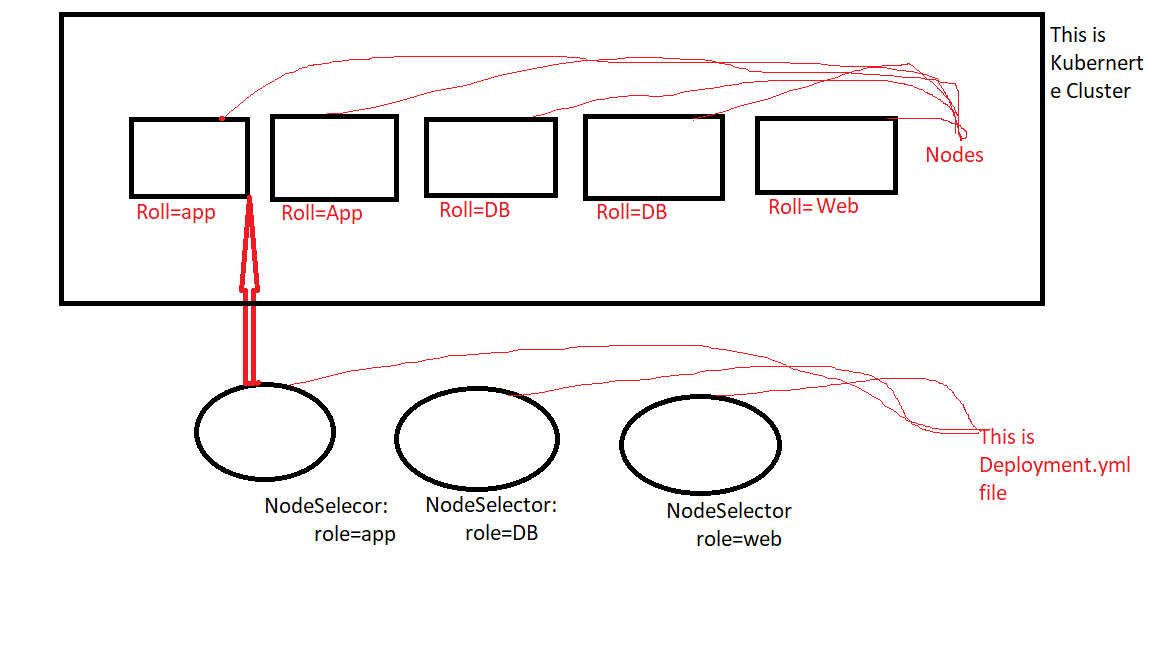 This is
Kubernert
e Cluster
Nodes
Roll=app
Roll=App
Roll=DB
Roll=DB
Roll= Web
This is
Deployment.yml
file
NodeSelecor:
role=app
NodeSelector:
role=DB
NodeSelector
role=web